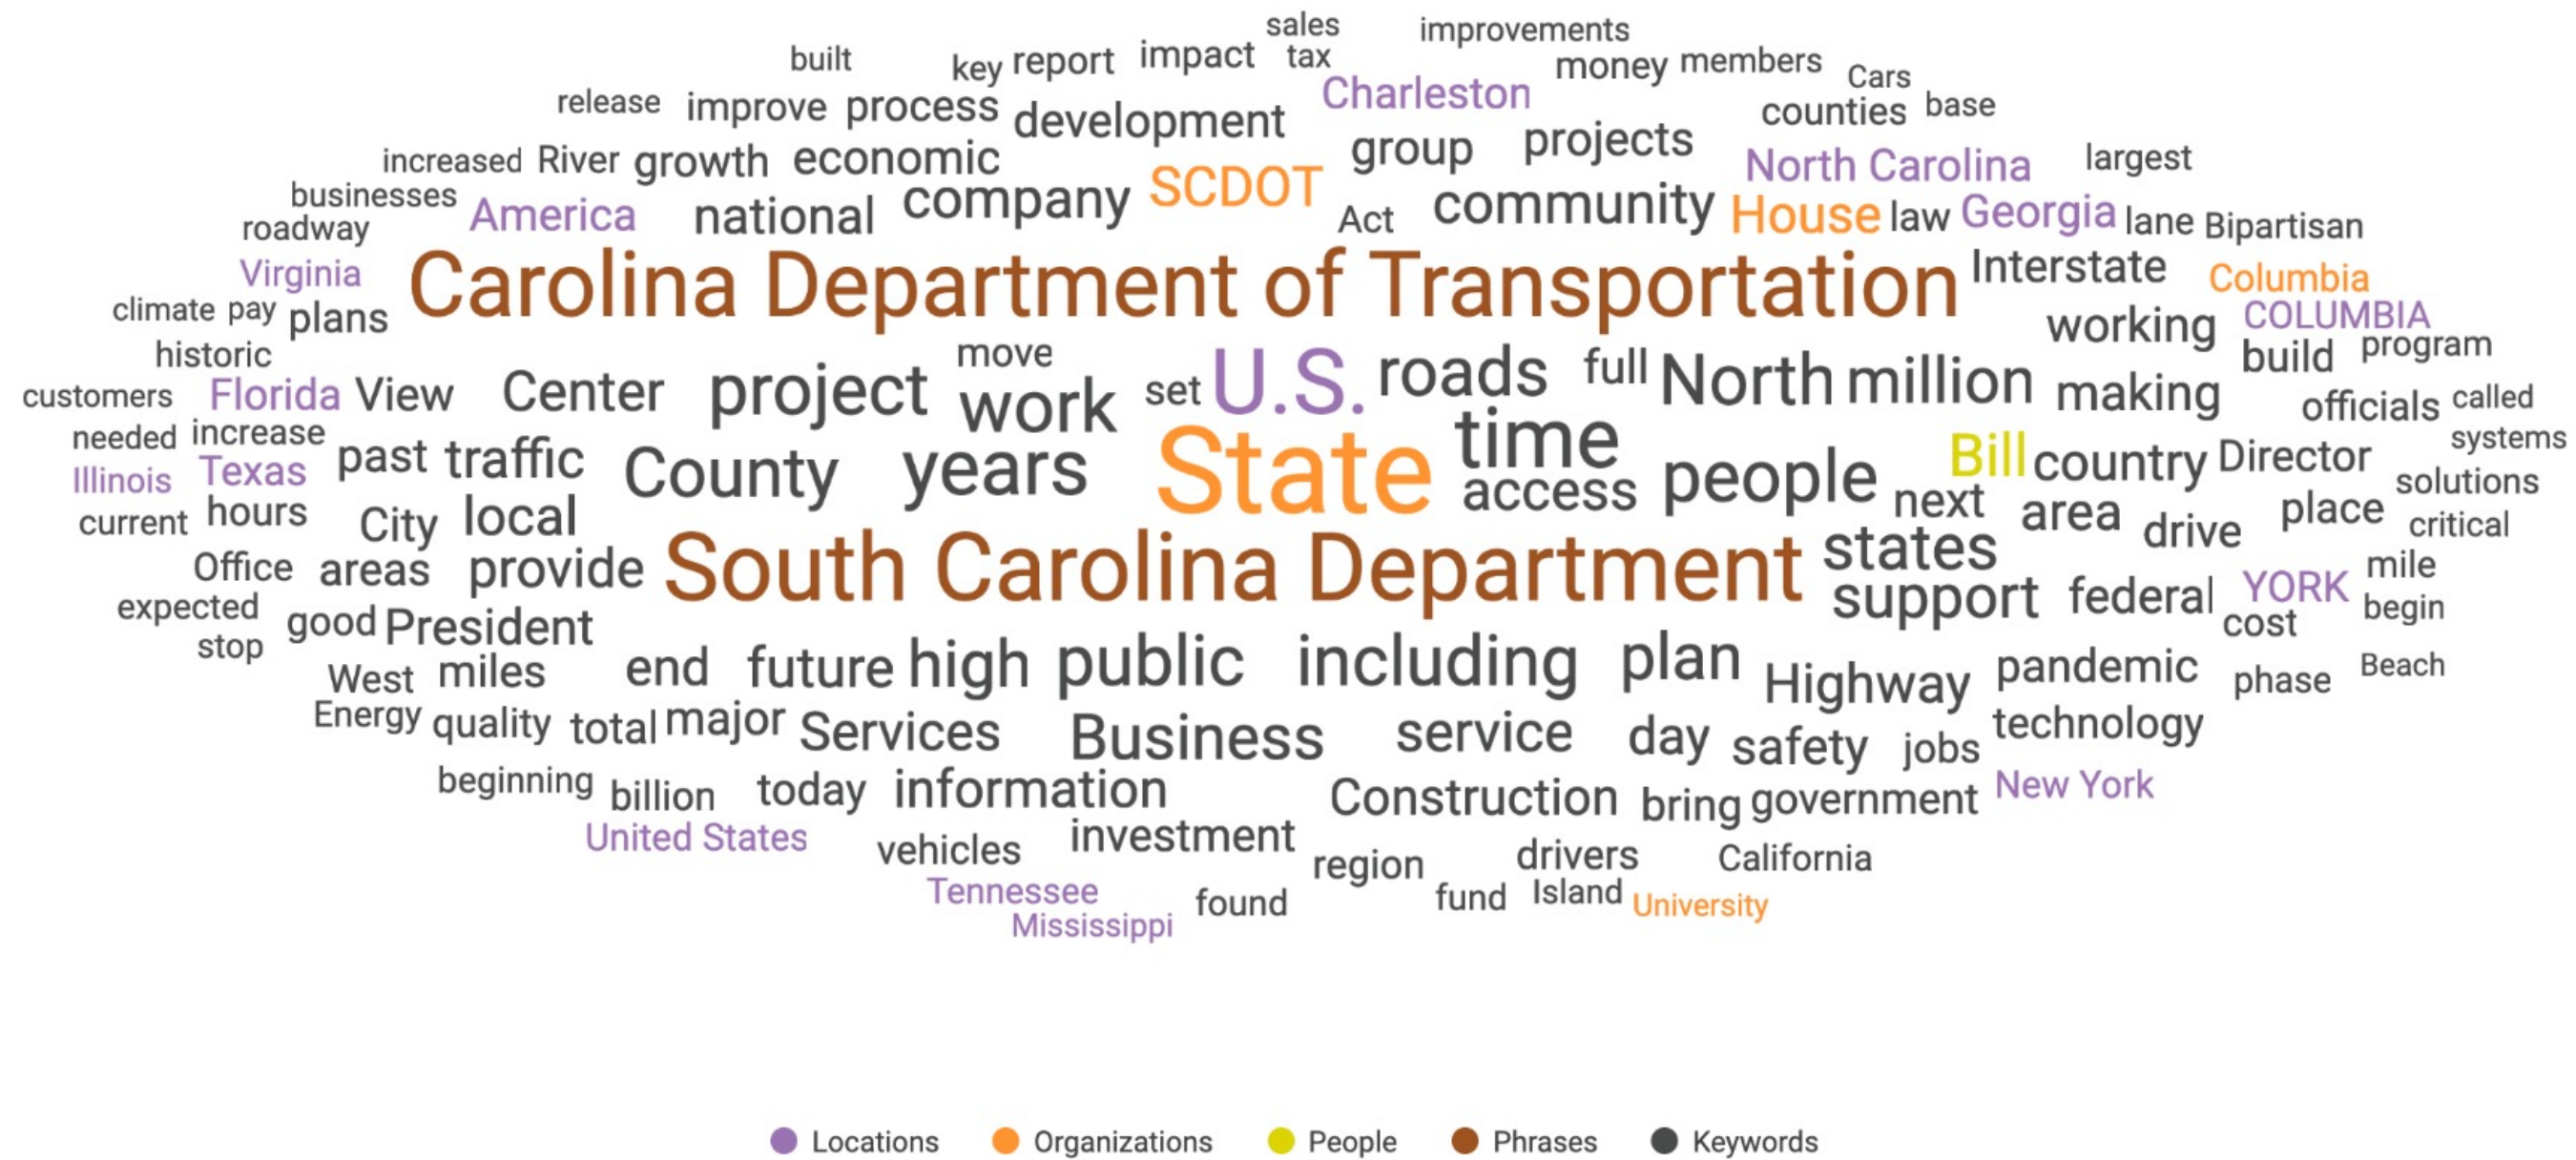 sales improvements
built key report impact tax money members Cars
release improve process development Charleston counties base
increased River growth economic group projects North Carolina largest
businesses America national company SCDOT Act community House law Georgia lane Bipartisan
roadway
Virginia Carolina Department of Transportation Interstate Columbia
climate pay plans working COLUMBIA
historic move build program
customers Florida View Center project work set U.S. roads full North million making officials called
needed increase time systems
Illinois Texas past traffic County years State access people Bill country Director solutions
current hours City local next area drive place critical
Office areas provide South Carolina Department states mile
expected good President support federal YORK begin
stop cost
West miles end future high public including plan Highway pandemic phase Beach
Energy quality total major Services Business service day safety jobs technology
beginning billion today information Construction bring government New York
United States vehicles investment region drivers California
Tennessee found fund Island University
Mississippi
Locations Organizations People Phrases Keywords